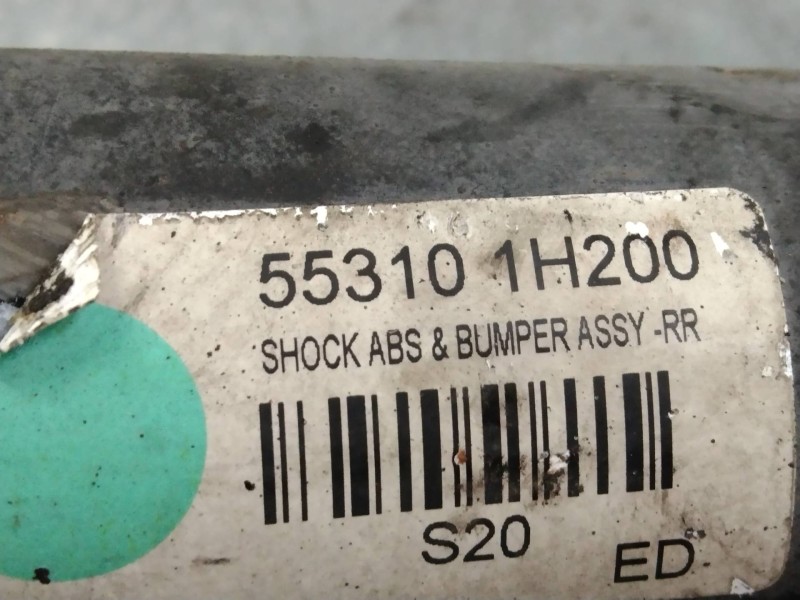 55310 1H200
SHOCK ABS & BUMPER ASSY -RR
S20
ED